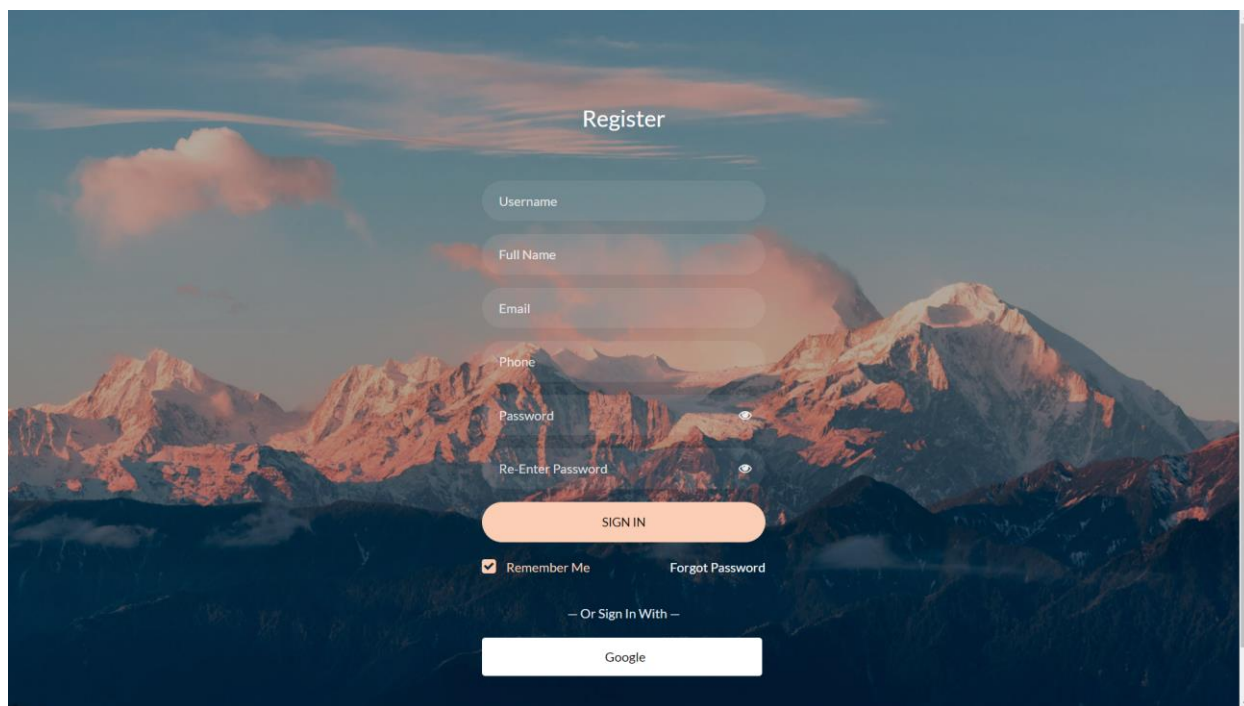 Register
Username
Full Name
Email
Phone
Password
Re-Enter Password
SIGN IN
Remember Me Forgot Password
— Or Sign In With —
Google